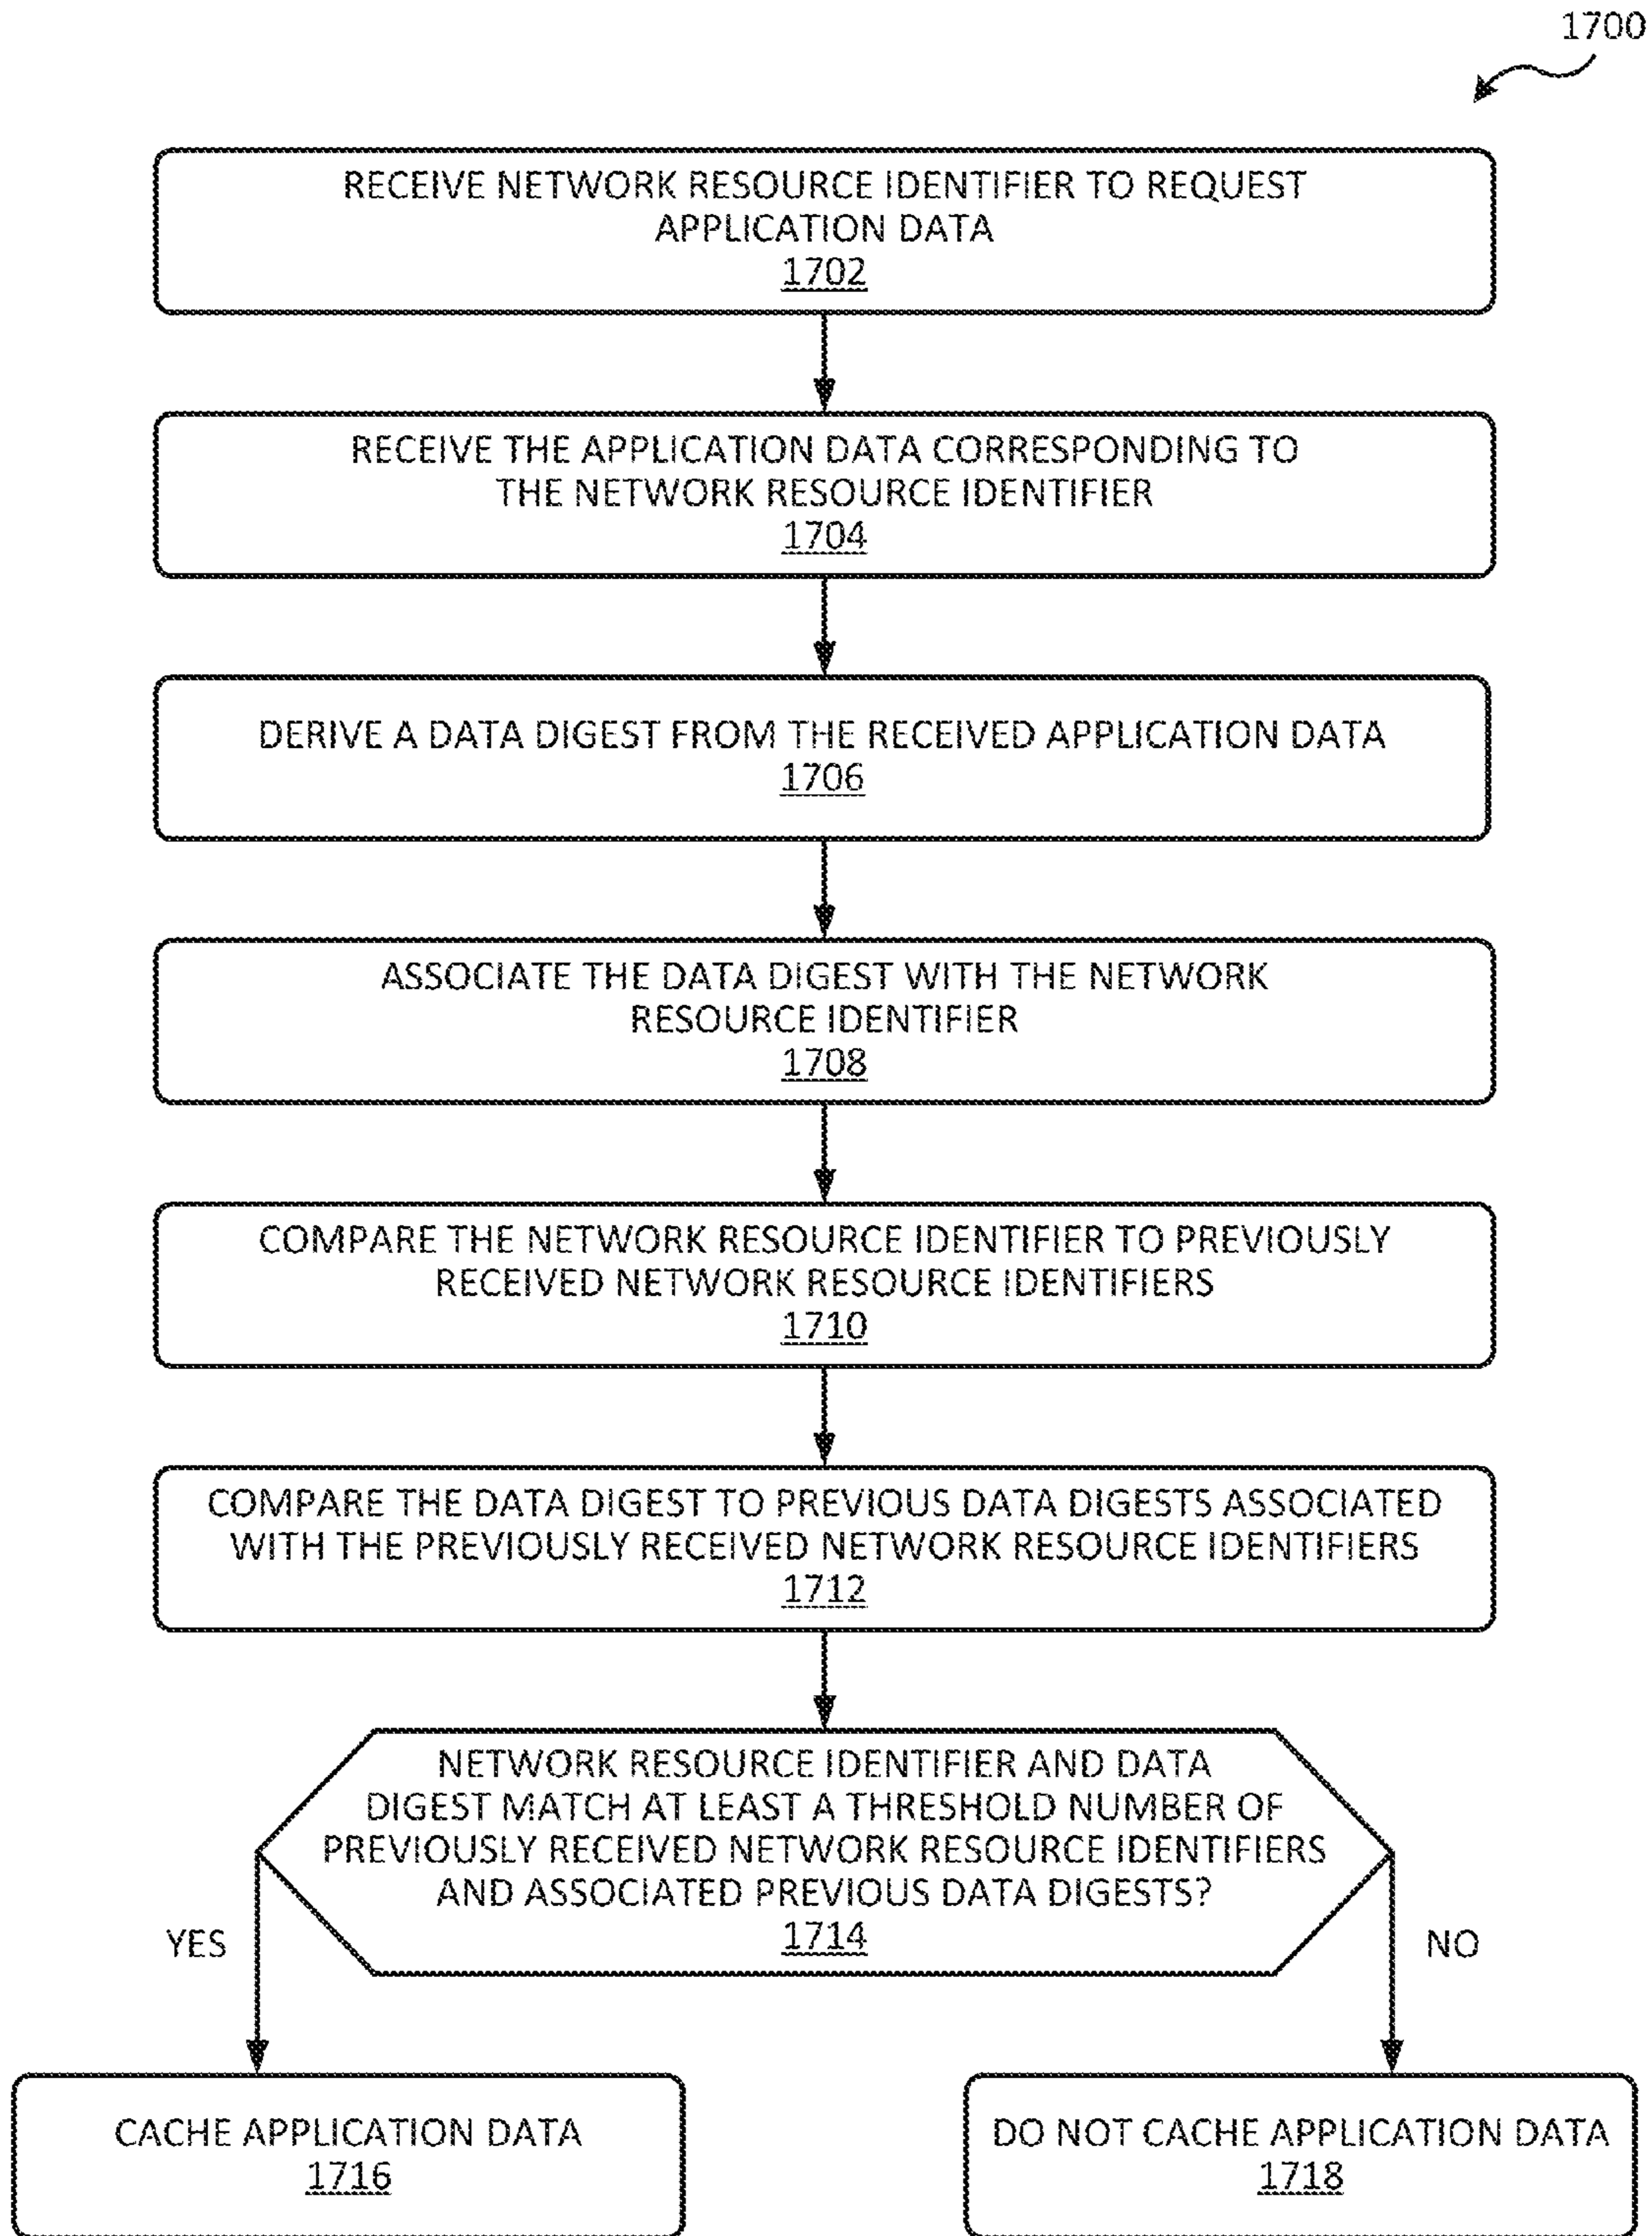 1700
RECEIVE NETWORK RESOURCE IDENTIFIER TO REQUEST
APPLICATION DATA
1702
RECEIVE THE APPLICATION DATA CORRESPONDING TO
THE NETWORK RESOURCE IDENTIFIER
1704
DERIVE A DATA DIGEST FROM THE RECEIVED APPLICATION DATA
1706
ASSOCIATE THE DATA DIGEST WITH THE NETWORK
RESOURCE IDENTIFIER
1708
COMPARE THE NETWORK RESOURCE IDENTIFIER TO PREVIOUSLY
RECEIVED NETWORK RESOURCE IDENTIFIERS
1710
COMPARE THE DATA DIGEST TO PREVIOUS DATA DIGESTS ASSOCIATED
WITH THE PREVIOUSLY RECEIVED NETWORK RESOURCE IDENTIFIERS
1712
NETWORK RESOURCE IDENTIFIER AND DATA
DIGEST MATCH AT LEAST A THRESHOLD NUMBER OF
PREVIOUSLY RECEIVED NETWORK RESOURCE IDENTIFIERS
AND ASSOCIATED PREVIOUS DATA DIGESTS?
1714
YES
NO
CACHE APPLICATION DATA
1716
DO NOT CACHE APPLICATION DATA
1718